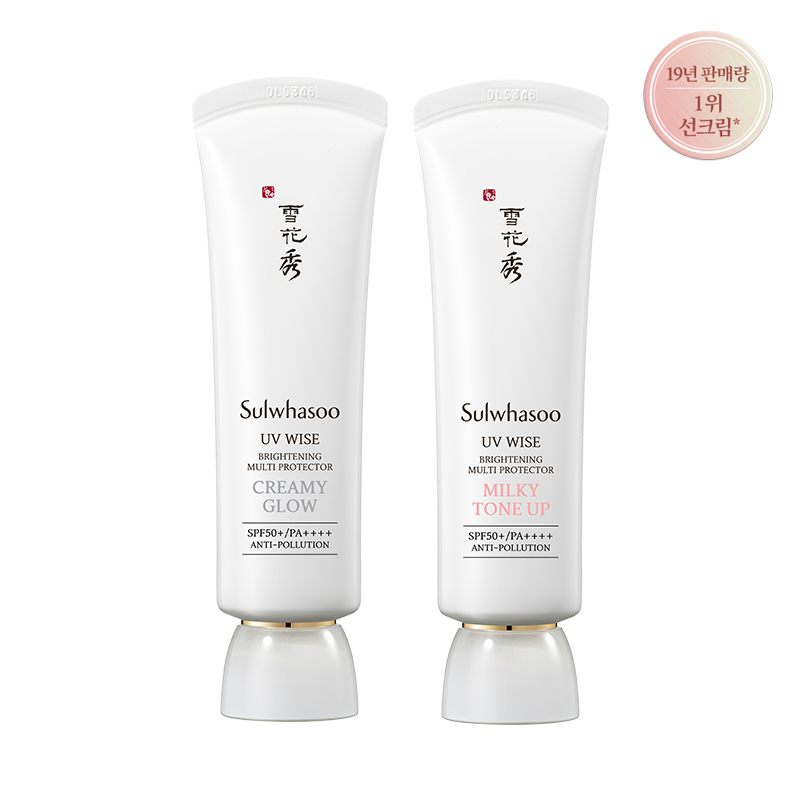 DL5346
雪
花
秀
Sulwhasoo
UV WISE
BRIGHTENING
MULTI PROTECTOR
CREAMY
GLOW
SPF50+/PA++++
ANTI-POLLUTION
DL5346
雪
花
秀
Sulwhasoo
UV WISE
BRIGHTENING
MULTI PROTECTOR
MILKY
TONE UP
SPF50+/PA++++
ANTI-POLLUTION
19년 판매량
1위
선크림*